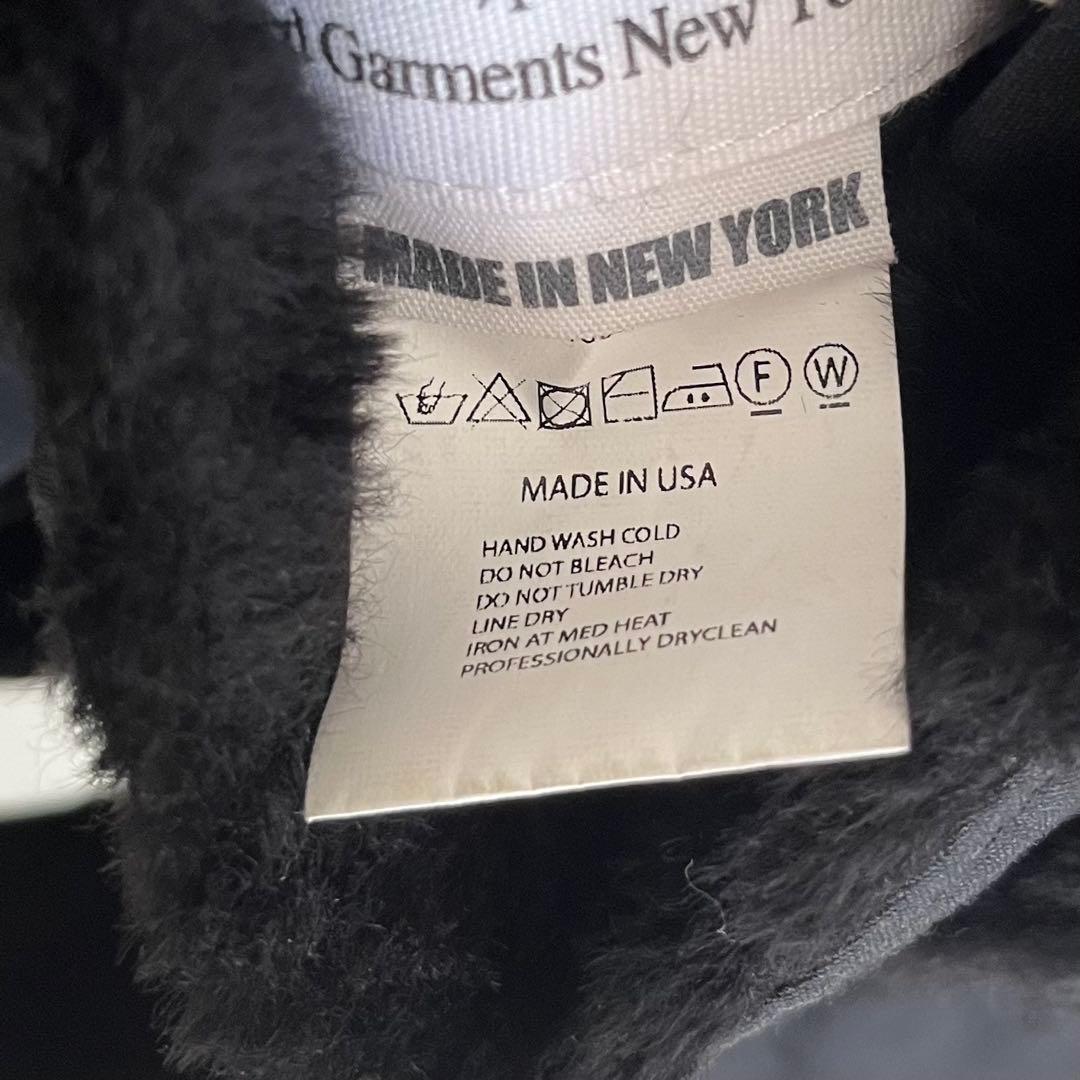 Garments New
MADE IN NEW YORK
F W
MADE IN USA
HAND WASH COLD
DO NOT BLEACH
DO NOT TUMBLE DRY
LINE DRY
IRON AT MED HEAT
PROFESSIONALLY DRYCLEAN